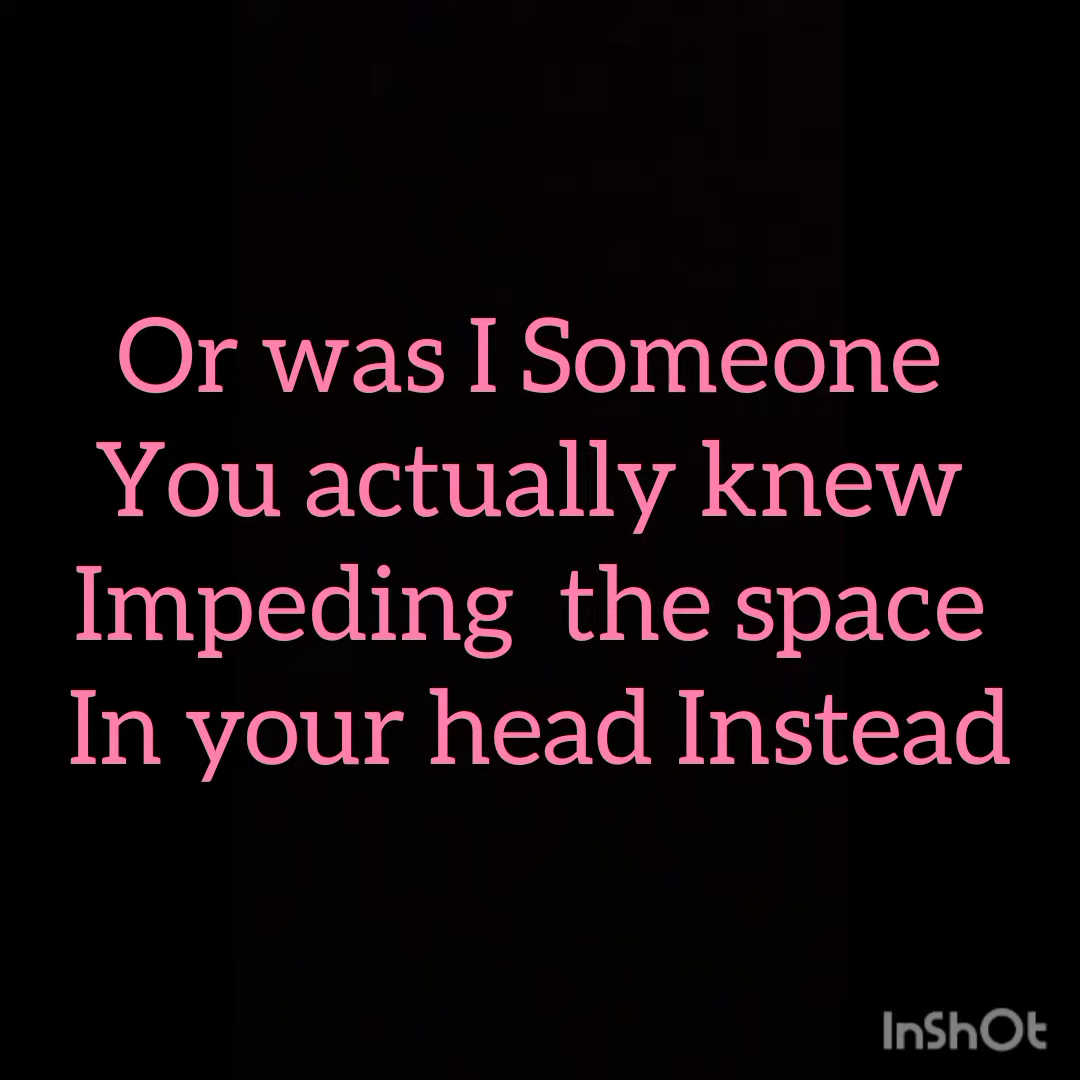 Or was I Someone
You actually knew
Impeding  the space
In your head Instead
InShOt